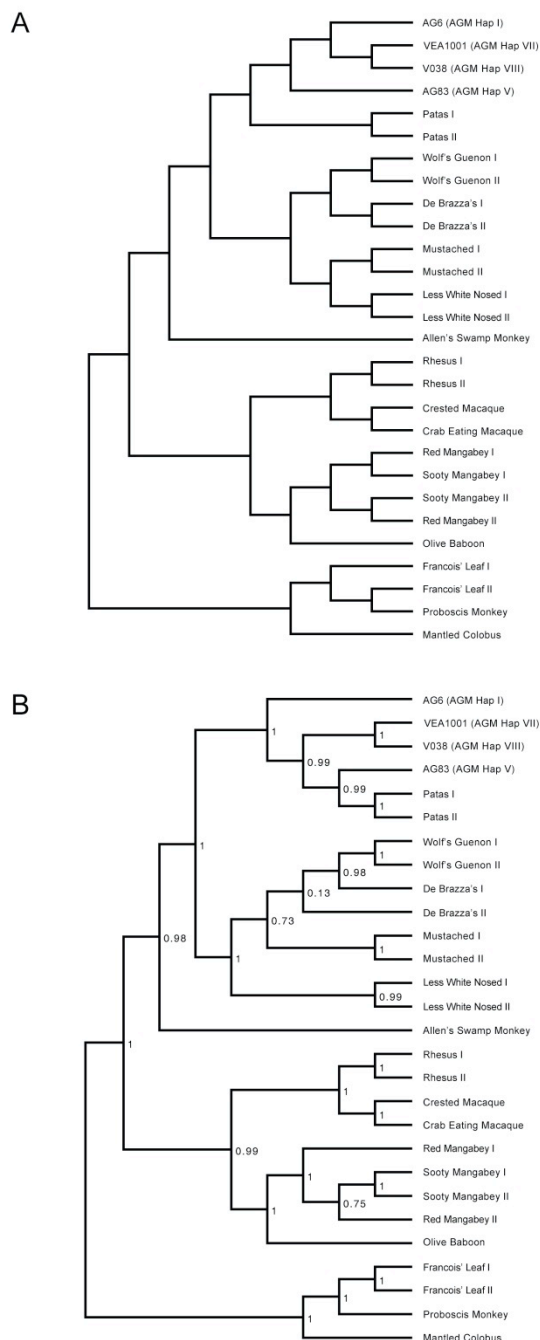 A
AG6 (AGM Hap I)
VEA1001 (AGM Hap VII)
V038 (AGM Hap VIII)
AG83 (AGM Hap V)
Patas I
Patas II
Wolf's Guenon I
Wolf's Guenon II
De Brazza's I
De Brazza's II
Mustached I
Mustached II
Less White Nosed I
Less White Nosed II
Allen's Swamp Monkey
Rhesus I
Rhesus II
Crested Macaque
Crab Eating Macaque
Red Mangabey I
Sooty Mangabey I
Sooty Mangabey II
Red Mangabey II
Olive Baboon
Francois' Leaf I
Francois' Leaf II
Proboscis Monkey
Mantled Colobus
B
AG6 (AGM Hap I)
VEA1001 (AGM Hap VII)
1
1
V038 (AGM Hap VIII)
0.99
AG83 (AGM Hap V)
0.99
Patas I
1
Patas II
1
Wolf's Guenon I
1
Wolf's Guenon II
0.98
De Brazza's I
0.13
De Brazza's II
0.73
0.98
Mustached I
1
1
Mustached II
Less White Nosed I
0.99
Less White Nosed II
Allen's Swamp Monkey
1
Rhesus I
1
Rhesus II
1
Crested Macaque
1
Crab Eating Macaque
0.99
Red Mangabey I
1
Sooty Mangabey I
1
0.75
Sooty Mangabey II
1
Red Mangabey II
Olive Baboon
Francois' Leaf I
1
Francois' Leaf II
1
Proboscis Monkey
1
Mantled Colobus